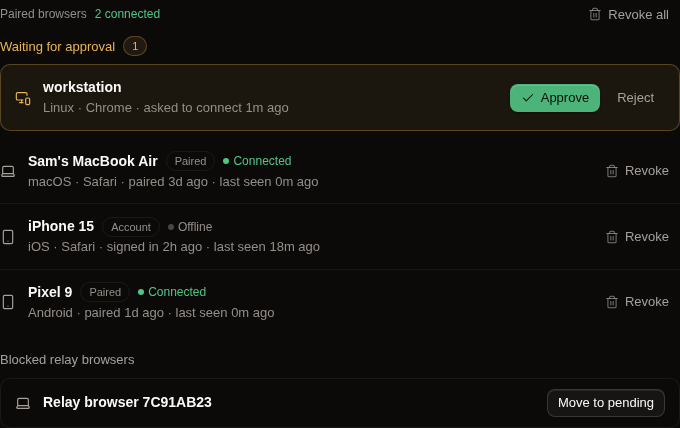 Paired browsers 2 connected Revoke all
Waiting for approval 1
workstation
Linux · Chrome · asked to connect 1m ago
Approve Reject
Sam's MacBook Air Paired Connected
macOS · Safari · paired 3d ago · last seen 0m ago
Revoke
iPhone 15 Account Offline
iOS · Safari · signed in 2h ago · last seen 18m ago
Revoke
Pixel 9 Paired Connected
Android · paired 1d ago · last seen 0m ago
Revoke
Blocked relay browsers
Relay browser 7C91AB23 Move to pending